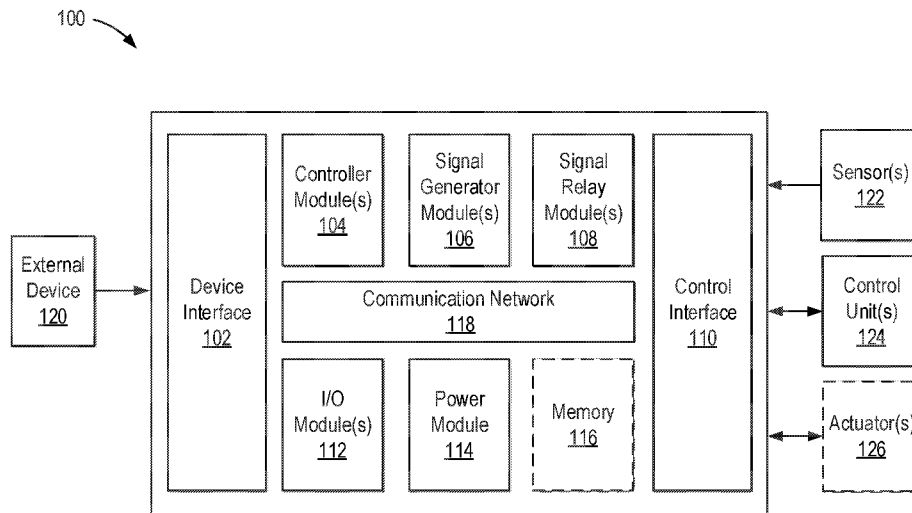 100
Controller
Module(s)
104
Signal
Generator
Module(s)
106
Signal
Relay
Module(s)
108
Sensor(s)
122
External
Device
120
Device
Interface
102
Communication Network
118
Control
Interface
110
Control
Unit(s)
124
I/O
Module(s)
112
Power
Module
114
Memory
116
Actuator(s)
126